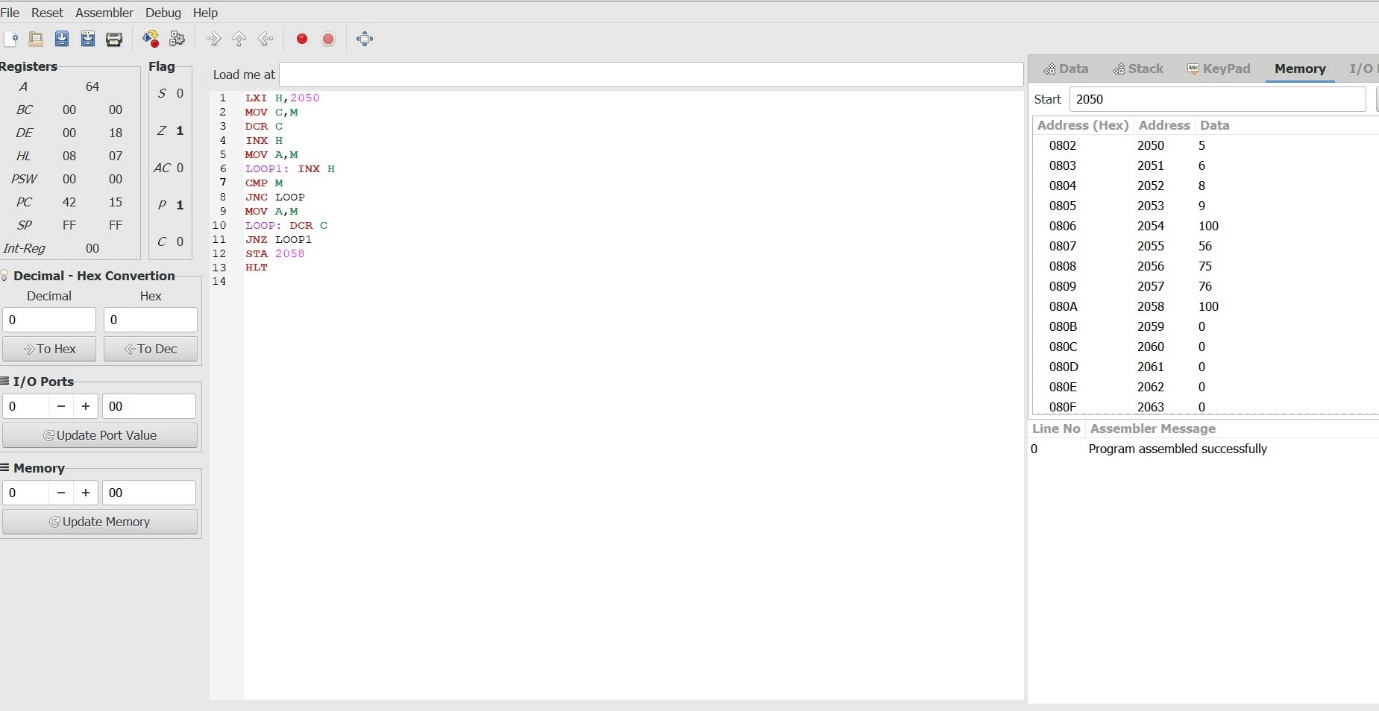 File Reset Assembler Debug Help
Registers
A 64
BC 00 00
DE 00 18
HL 08 07
PSW 00 00
PC 42 15
SP FF FF
Int-Reg 00
Flag
S 0
Z 1
AC 0
P 1
C 0
Decimal - Hex Convertion
Decimal Hex
0 0
To Hex To Dec
I/O Ports
0 − + 00
Update Port Value
Memory
0 − + 00
Update Memory
Load me at
1 LXI H,2050
2 MOV C,M
3 DCR C
4 INX H
5 MOV A,M
6 LOOP1: INX H
7 CMP M
8 JNC LOOP
9 MOV A,M
10 LOOP: DCR C
11 JNZ LOOP1
12 STA 2058
13 HLT
14
Data Stack KeyPad Memory I/O
Start 2050
Address (Hex) Address Data
0802 2050 5
0803 2051 6
0804 2052 8
0805 2053 9
0806 2054 100
0807 2055 56
0808 2056 75
0809 2057 76
080A 2058 100
080B 2059 0
080C 2060 0
080D 2061 0
080E 2062 0
080F 2063 0
Line No Assembler Message
0 Program assembled successfully